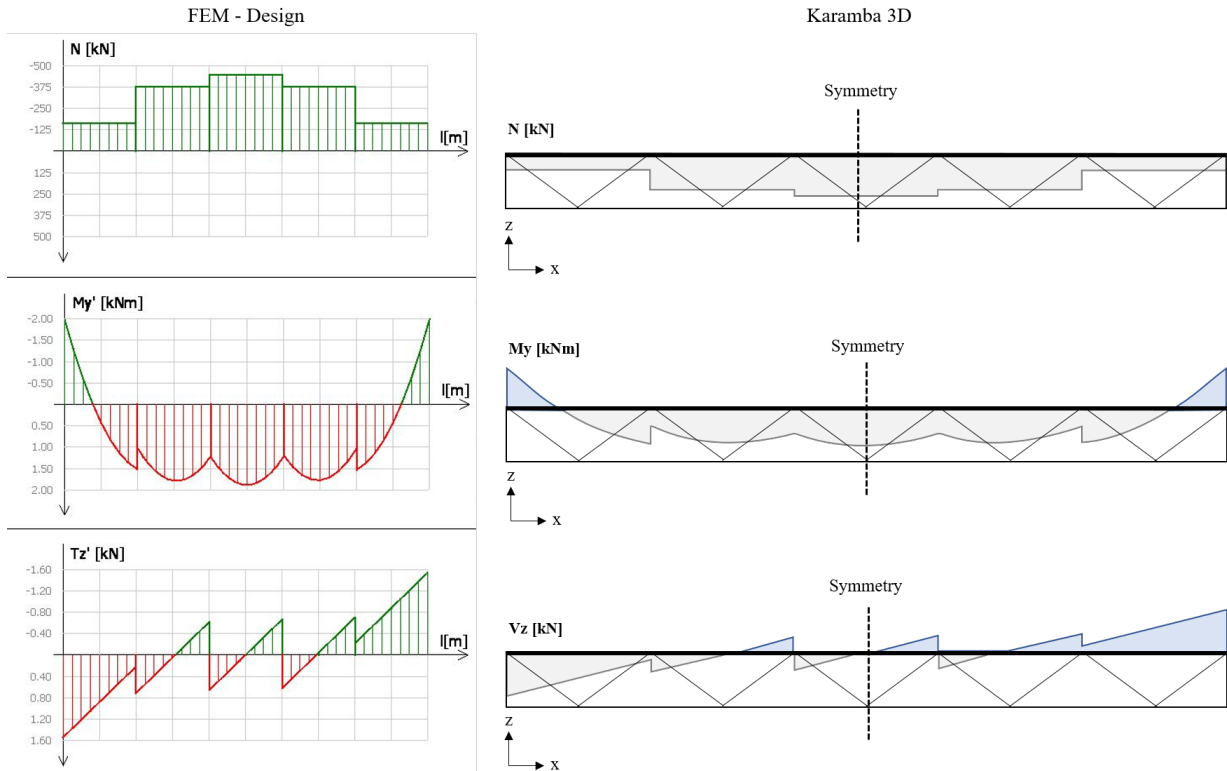 FEM - Design
N [kN]
-500
-375
-250
-125
l[m]
125
250
375
500
My' [kNm]
-2.00
-1.50
-1.00
-0.50
l[m]
0.50
1.00
1.50
2.00
Tz' [kN]
-1.60
-1.20
-0.80
-0.40
l[m]
0.40
0.80
1.20
1.60
Karamba 3D
Symmetry
N [kN]
z
x
Symmetry
My [kNm]
z
x
Symmetry
Vz [kN]
z
x